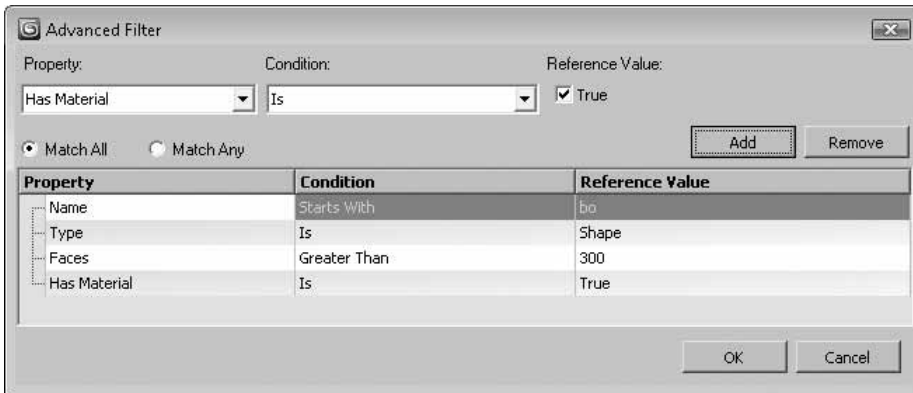 Advanced Filter
Property: Condition: Reference Value:
Has Material Is True
Match All Match Any Add Remove
Property Condition Reference Value
Name Starts With bo
Type Is Shape
Faces Greater Than 300
Has Material Is True
OK Cancel